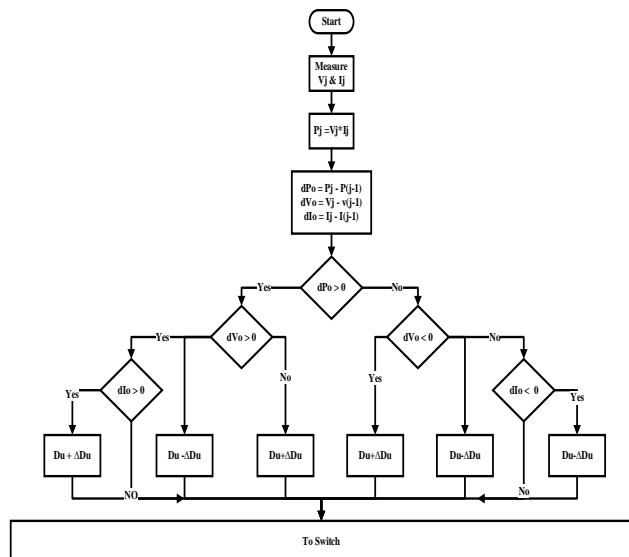 Start
Measure
Vj & Ij
Pj =Vj*Ij
dPo = Pj - P(j-1)
dVo = Vj - v(j-1)
dIo = Ij - I(j-1)
Yes
dPo > 0
No
Yes
dVo > 0
dVo < 0
No
Yes
dIo > 0
No
Yes
dIo < 0
Yes
Du + ΔDu
Du -ΔDu
Du+ΔDu
Du+ΔDu
Du-ΔDu
Du-ΔDu
NO
No
To Switch